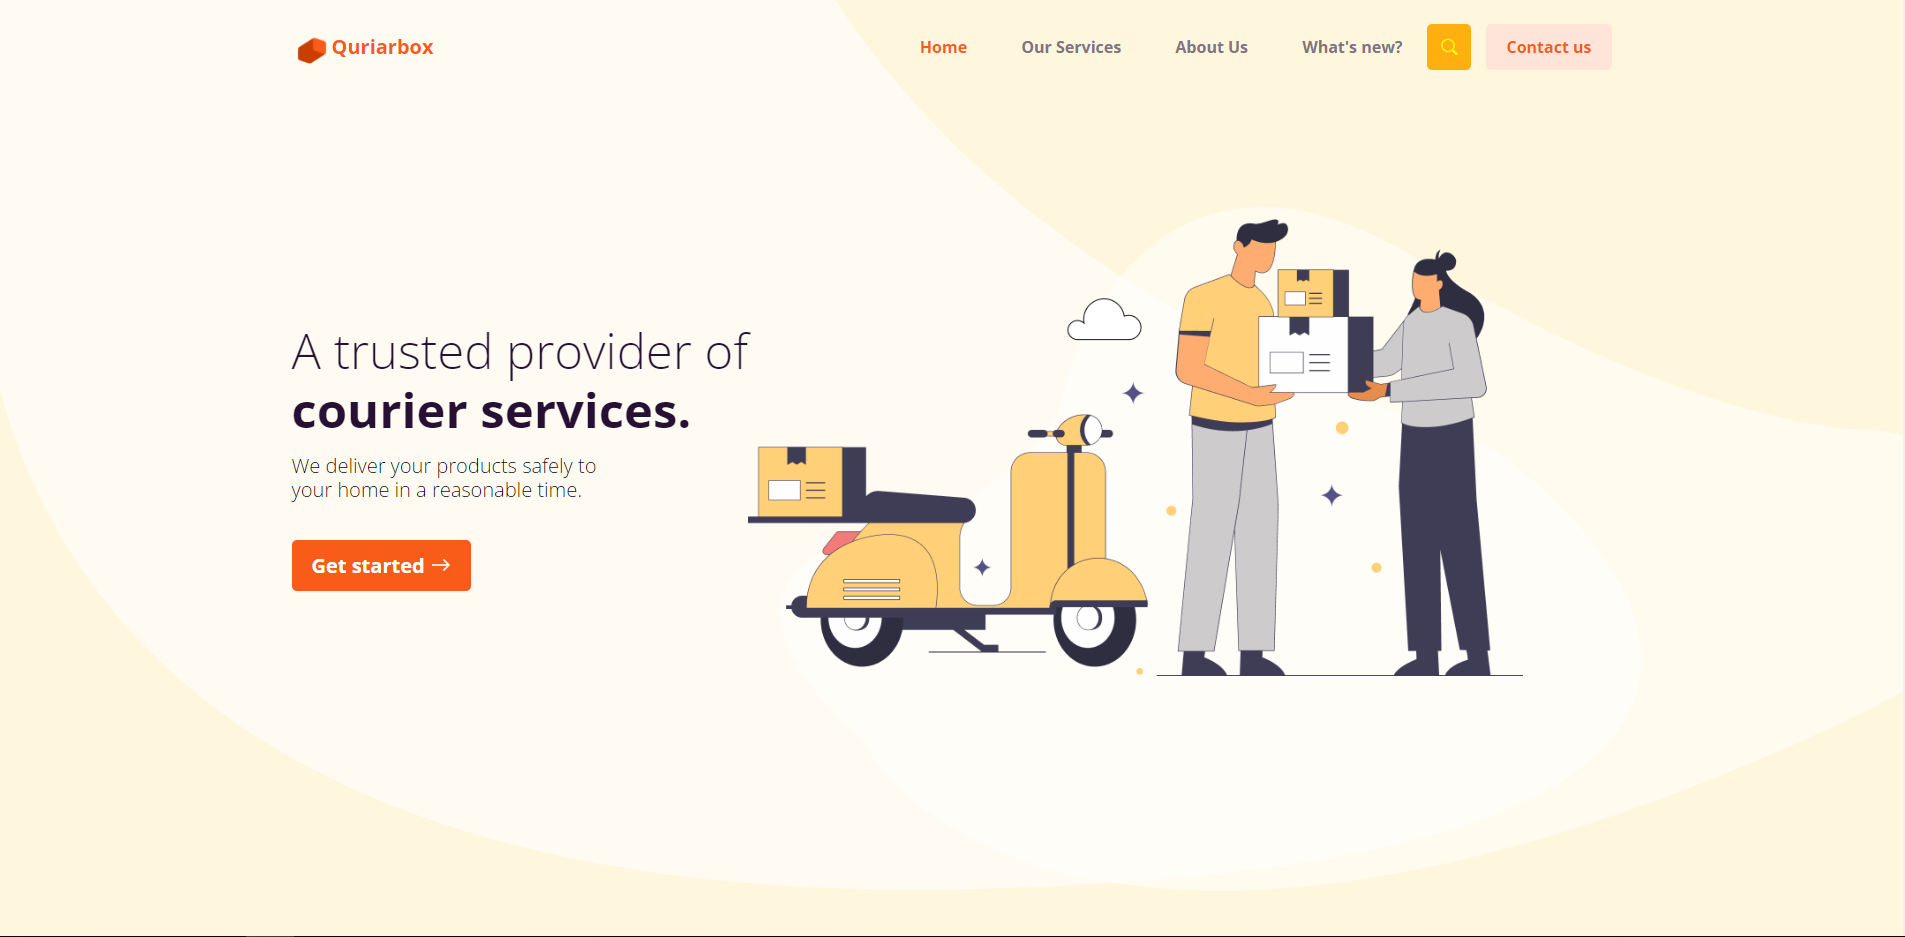 Quriarbox
Home
Our Services
About Us
What's new?
Contact us
A trusted provider of
courier services.
We deliver your products safely to
your home in a reasonable time.
Get started →